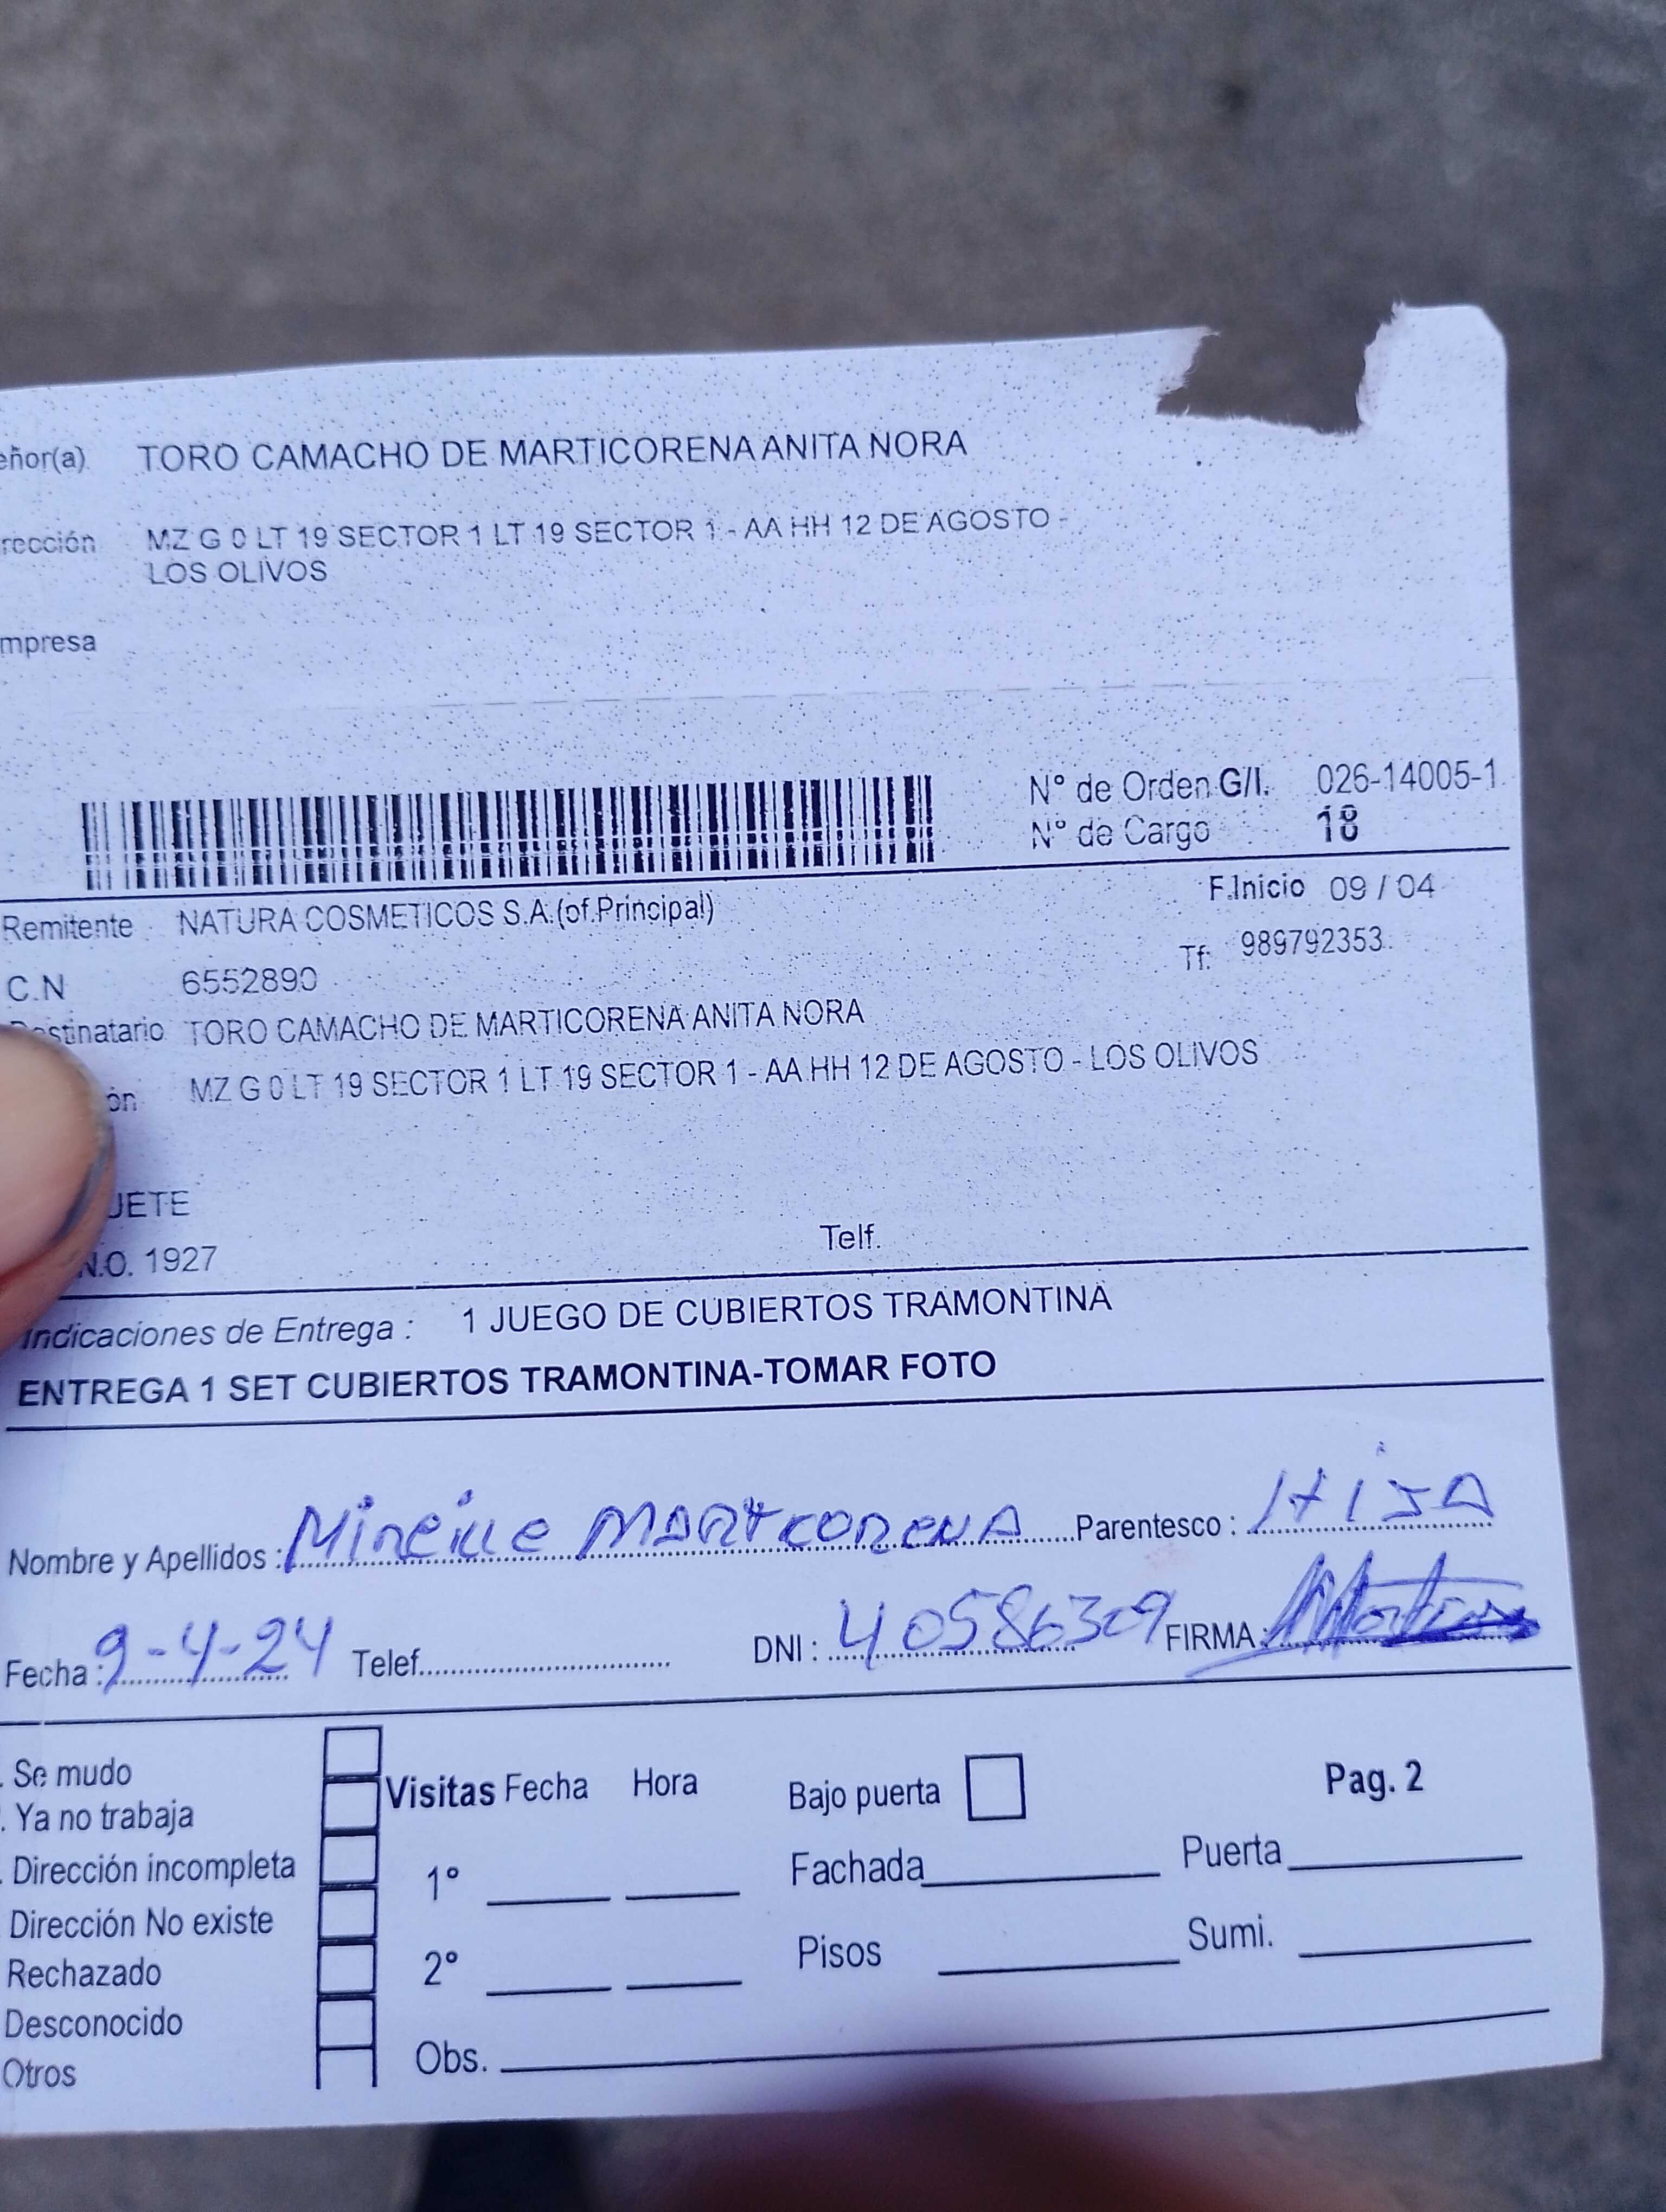 eñor(a) TORO CAMACHO DE MARTICORENA ANITA NORA
rección MZ G 0 LT 19 SECTOR 1 LT 19 SECTOR 1 - AA HH 12 DE AGOSTO -
LOS OLIVOS
mpresa
N° de Orden G/I. 026-14005-1
N° de Cargo 18
Remitente NATURA COSMETICOS S.A.(of.Principal) F.Inicio 09 / 04
C.N 6552890 Tf: 989792353
estinatario TORO CAMACHO DE MARTICORENA ANITA NORA
ón MZ G 0 LT 19 SECTOR 1 LT 19 SECTOR 1 - AA HH 12 DE AGOSTO - LOS OLIVOS
UETE
N.O. 1927 Telf.
Indicaciones de Entrega : 1 JUEGO DE CUBIERTOS TRAMONTINA
ENTREGA 1 SET CUBIERTOS TRAMONTINA-TOMAR FOTO
Nombre y Apellidos : Mireille MARTICORENA Parentesco : HIJA
Fecha : 9-4-24 Telef. DNI : 40586309 FIRMA :
Se mudo
Visitas Fecha Hora Bajo puerta Pag. 2
Ya no trabaja
Dirección incompleta 1° Fachada Puerta
Dirección No existe
Rechazado 2° Pisos Sumi.
Desconocido
Otros Obs.